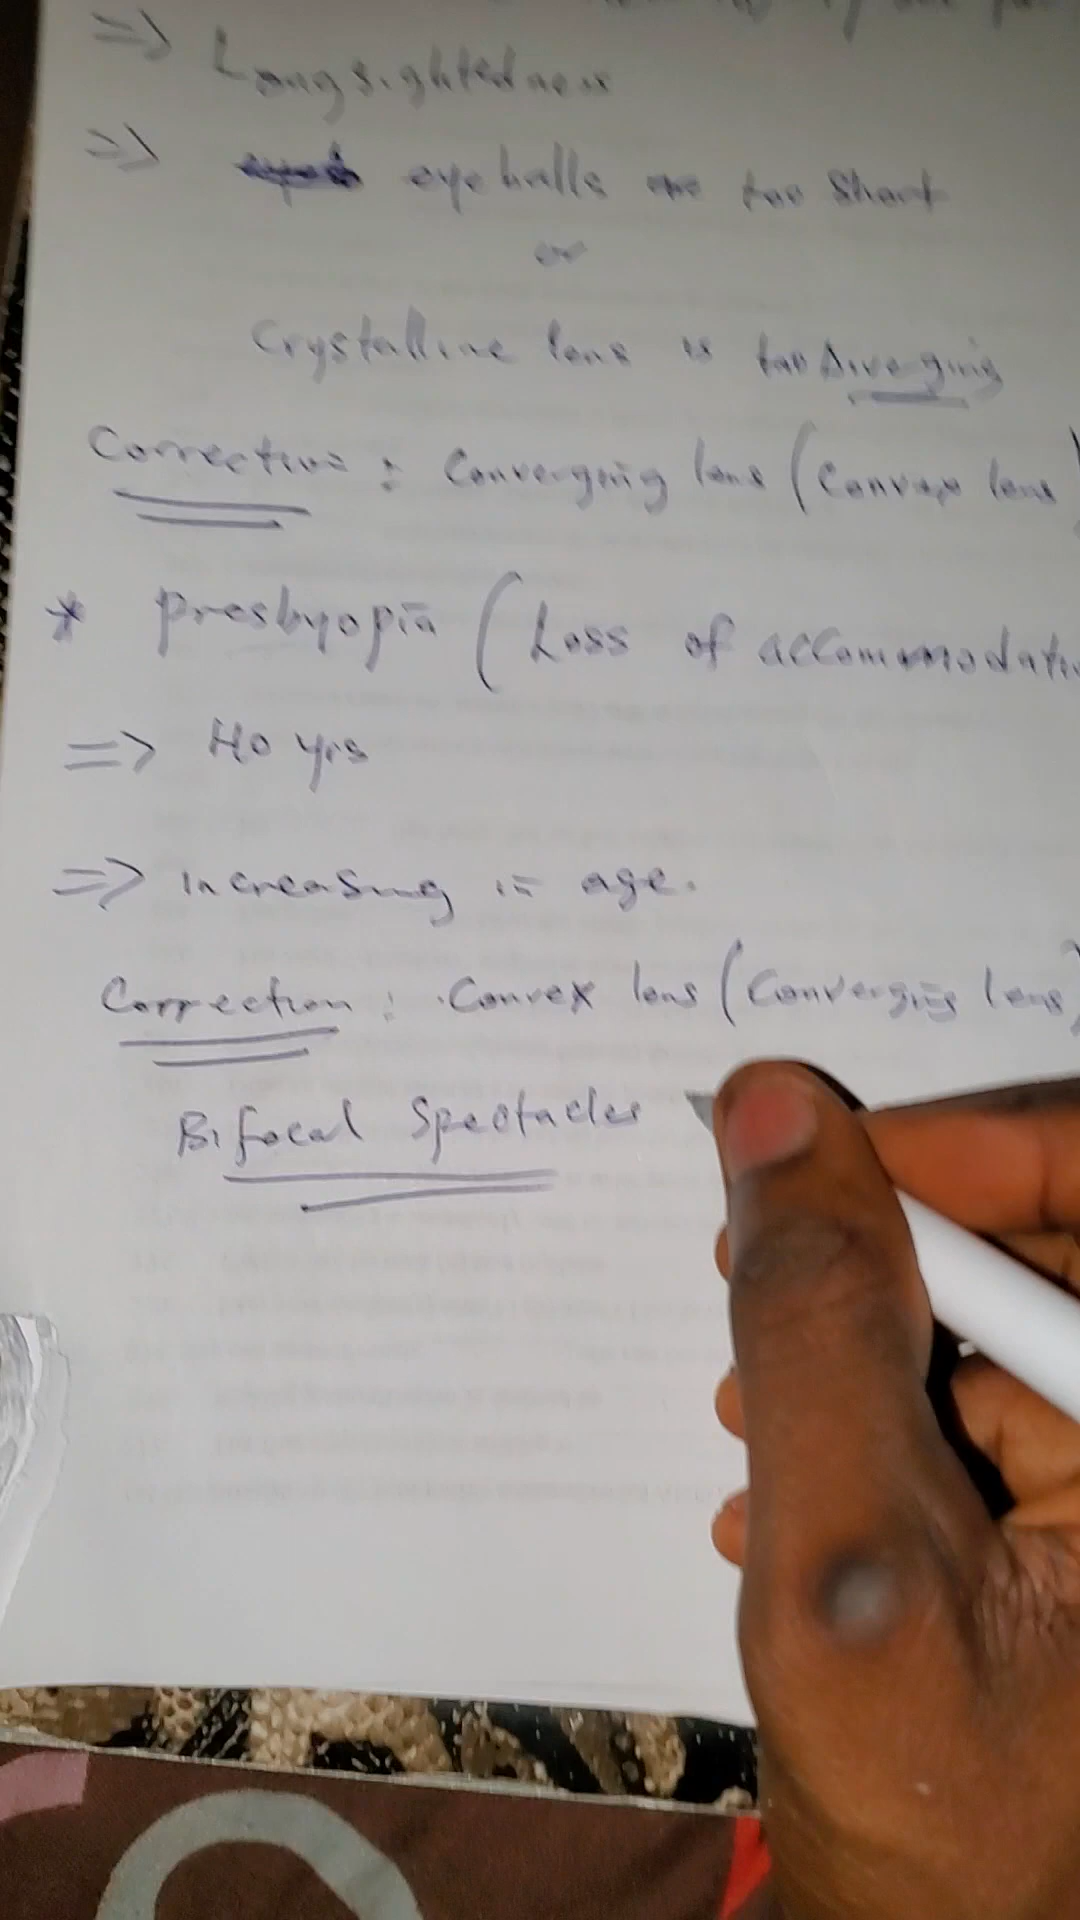 => Longsightedness
=> eyeballs are too short
or
Crystalline lens is too diverging
Correction : Converging lens (Convex lens)
* Presbyopia (Loss of accommodati
=> 40 yrs
=> increasing in age.
Correction : Convex lens (Converging lens)
Bifocal Spectacles